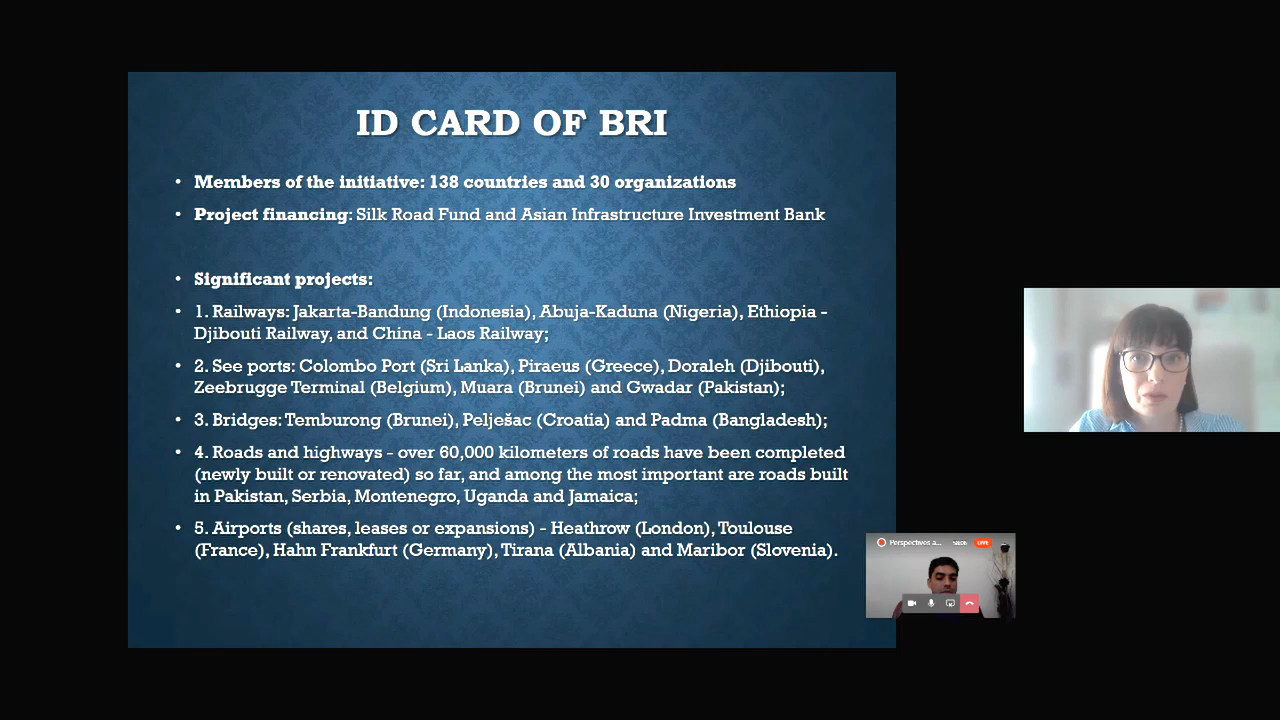 ID CARD OF BRI
• Members of the initiative: 138 countries and 30 organizations
• Project financing: Silk Road Fund and Asian Infrastructure Investment Bank
• Significant projects:
• 1. Railways: Jakarta-Bandung (Indonesia), Abuja-Kaduna (Nigeria), Ethiopia -
Djibouti Railway, and China - Laos Railway;
• 2. See ports: Colombo Port (Sri Lanka), Piraeus (Greece), Doraleh (Djibouti),
Zeebrugge Terminal (Belgium), Muara (Brunei) and Gwadar (Pakistan);
• 3. Bridges: Temburong (Brunei), Pelješac (Croatia) and Padma (Bangladesh);
• 4. Roads and highways - over 60,000 kilometers of roads have been completed
(newly built or renovated) so far, and among the most important are roads built
in Pakistan, Serbia, Montenegro, Uganda and Jamaica;
• 5. Airports (shares, leases or expansions) - Heathrow (London), Toulouse
(France), Hahn Frankfurt (Germany), Tirana (Albania) and Maribor (Slovenia).
Perspectives a... LIVE